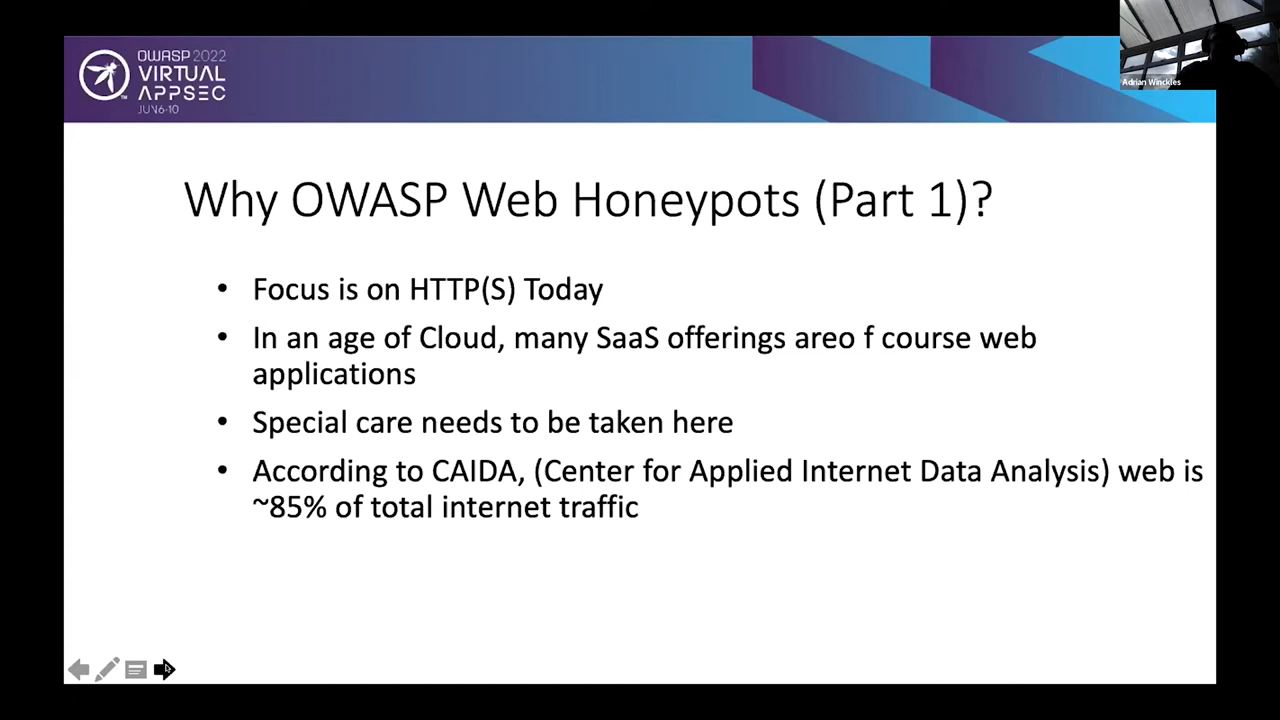 OWASP 2022
VIRTUAL
APPSEC
JUN 6-10
Adrian Winckles
Why OWASP Web Honeypots (Part 1)?
• Focus is on HTTP(S) Today
• In an age of Cloud, many SaaS offerings areo f course web
applications
• Special care needs to be taken here
• According to CAIDA, (Center for Applied Internet Data Analysis) web is
~85% of total internet traffic